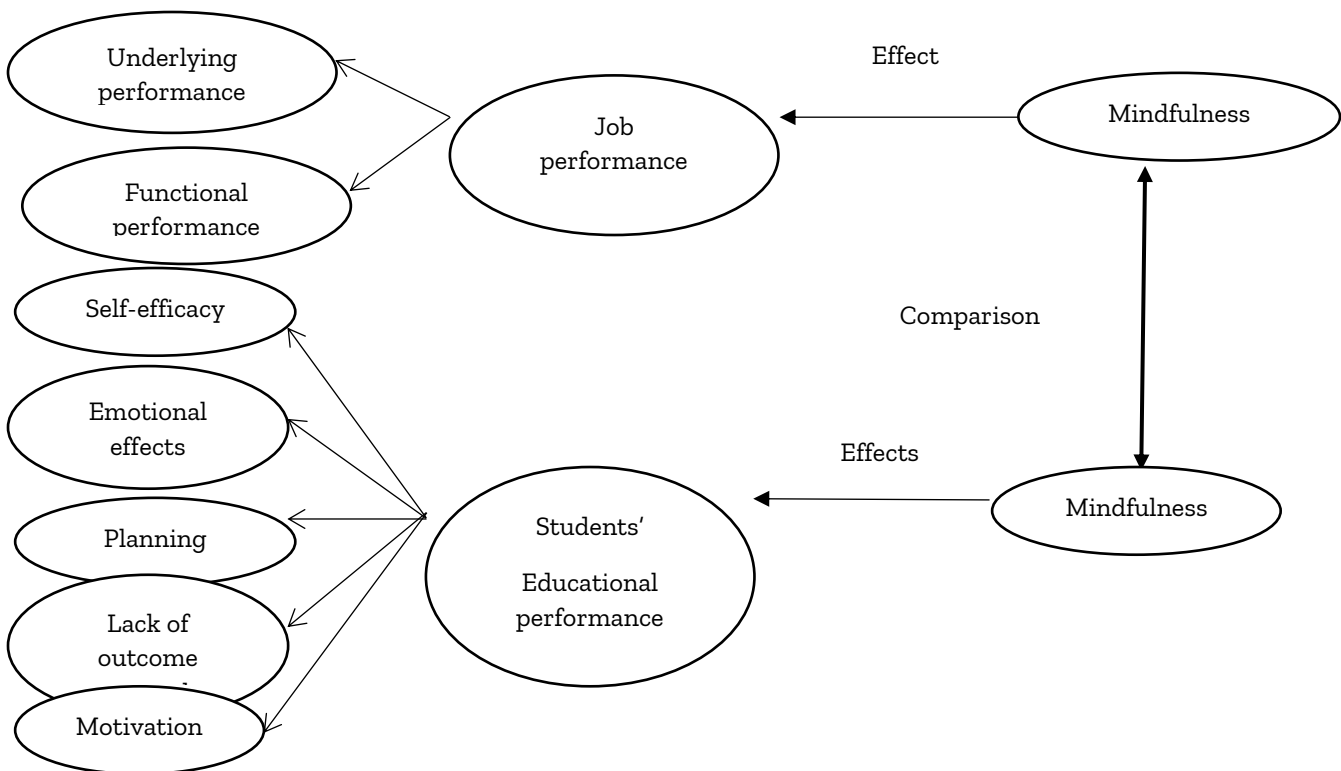 Underlying
performance
Effect
Mindfulness
Job
performance
Functional
performance
Self-efficacy
Comparison
Emotional
effects
Effects
Mindfulness
Students’
Educational
performance
Planning
Lack of
outcome
Motivation